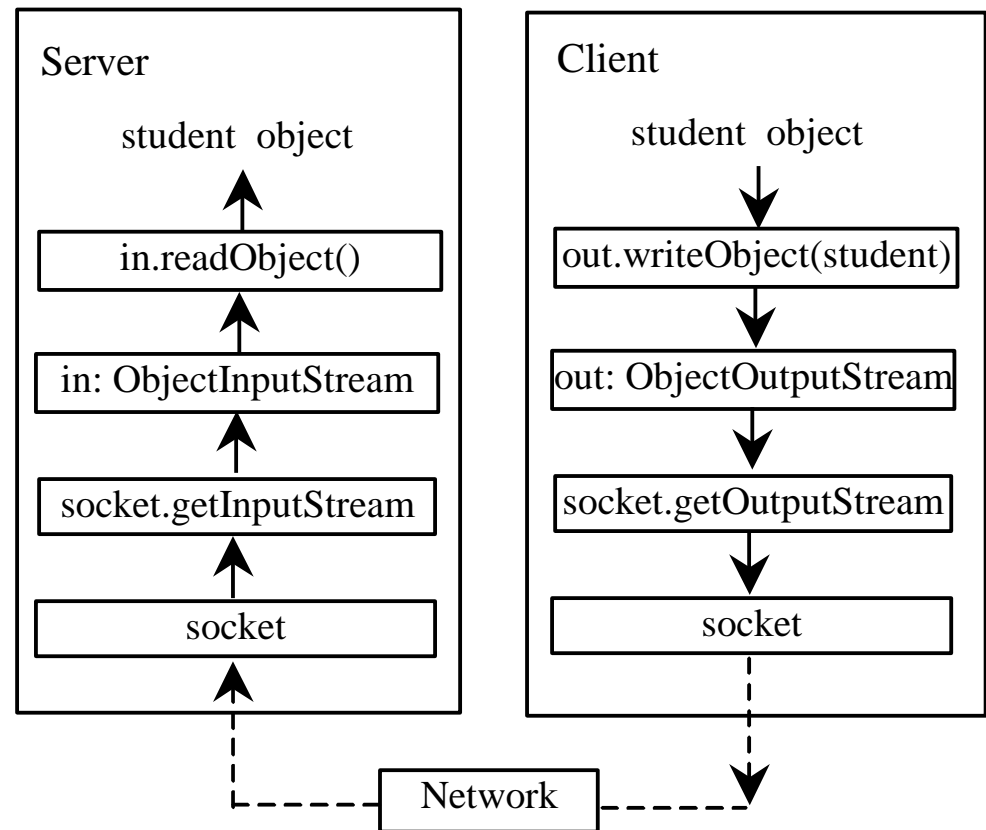 Server
student object
in.readObject()
in: ObjectInputStream
socket.getInputStream
socket
Client
student object
out.writeObject(student)
out: ObjectOutputStream
socket.getOutputStream
socket
Network